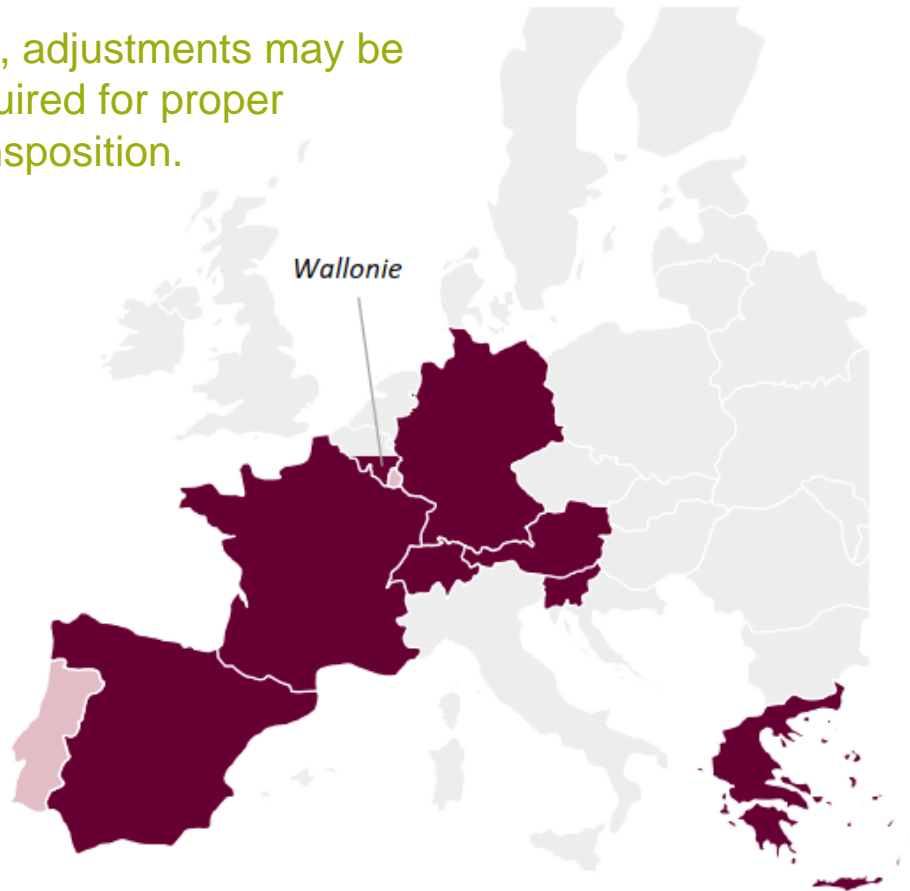 , adjustments may be
uired for proper
nsposition.
Wallonie